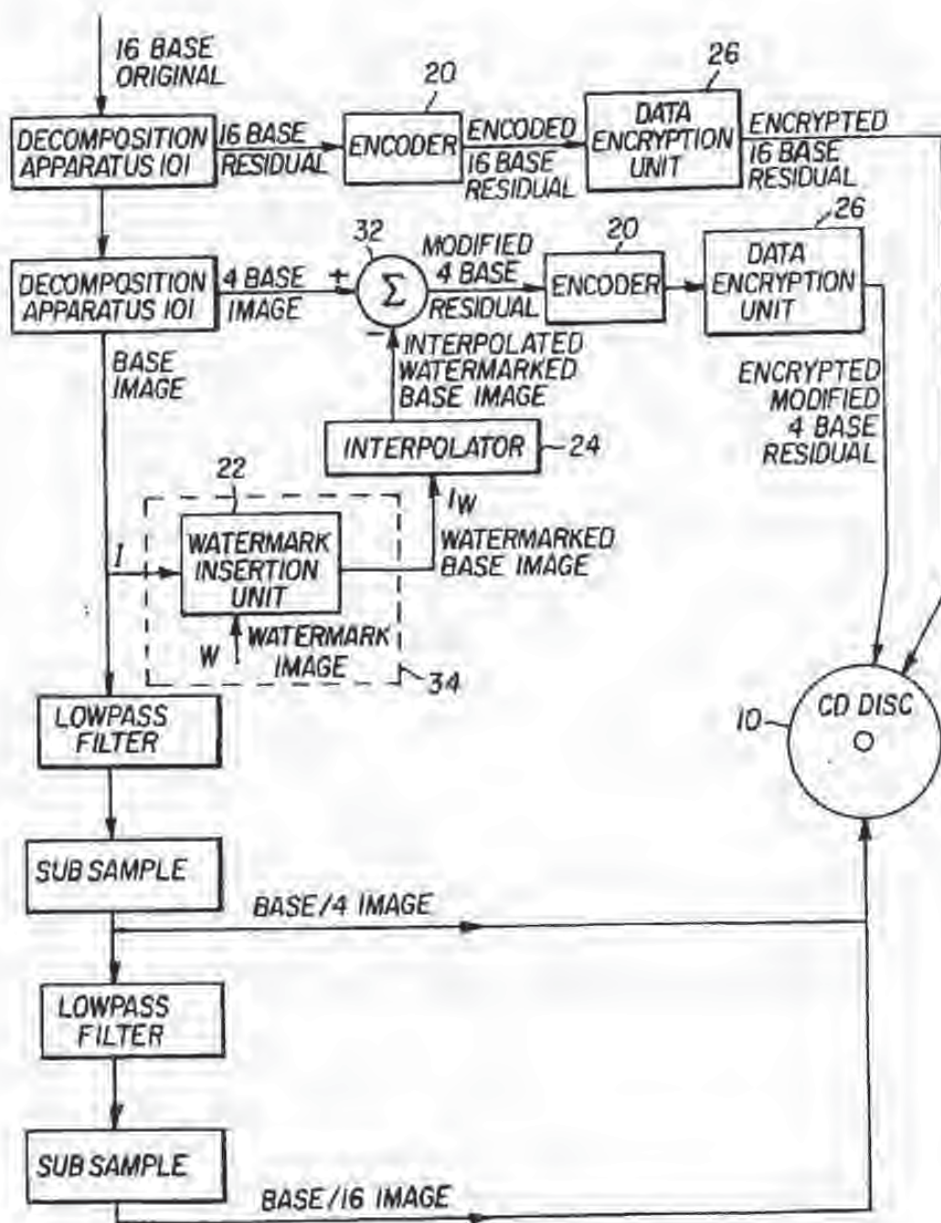 16 BASE
ORIGINAL
DECOMPOSITION
APPARATUS 101
16 BASE
RESIDUAL
20
ENCODER
ENCODED
16 BASE
RESIDUAL
26
DATA
ENCRYPTION
UNIT
ENCRYPTED
16 BASE
RESIDUAL
DECOMPOSITION
APPARATUS 101
4 BASE
IMAGE
+
32
Σ
-
MODIFIED
4 BASE
RESIDUAL
20
ENCODER
26
DATA
ENCRYPTION
UNIT
BASE
IMAGE
INTERPOLATED
WATERMARKED
BASE IMAGE
ENCRYPTED
MODIFIED
4 BASE
RESIDUAL
INTERPOLATOR
24
22
I
WATERMARK
INSERTION
UNIT
IW
WATERMARKED
BASE IMAGE
W
WATERMARK
IMAGE
34
LOWPASS
FILTER
10
CD DISC
SUB SAMPLE
BASE/4 IMAGE
LOWPASS
FILTER
SUB SAMPLE
BASE/16 IMAGE